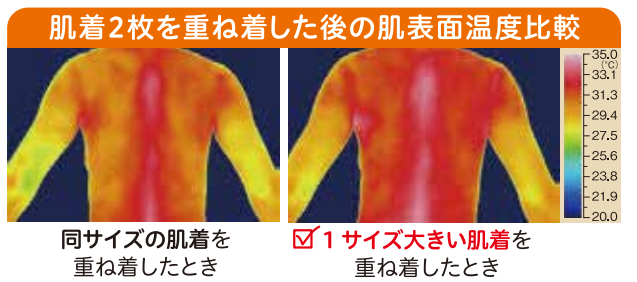 肌着2枚を重ね着した後の肌表面温度比較
35.0
(℃)
33.1
31.3
29.4
27.5
25.6
23.8
21.9
20.0
同サイズの肌着を
重ね着したとき
1サイズ大きい肌着を
重ね着したとき